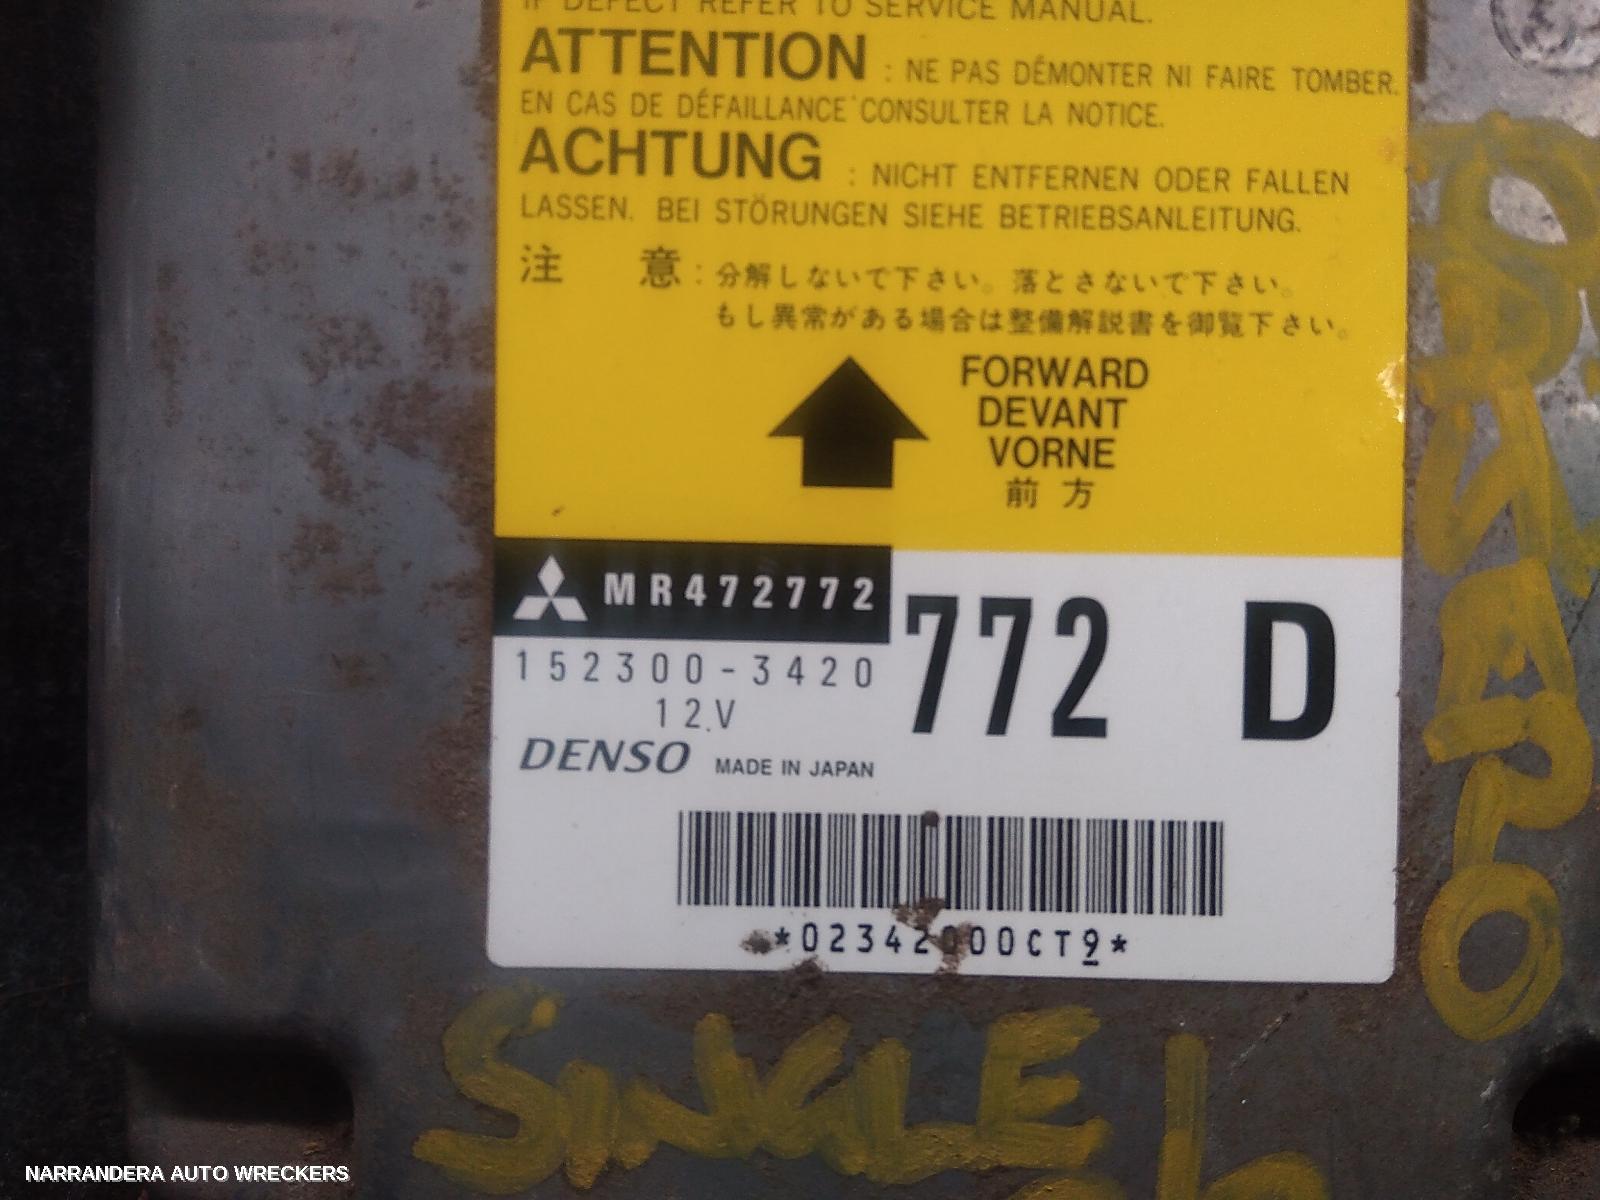 IF DEFECT REFER TO SERVICE MANUAL.
ATTENTION : NE PAS DÉMONTER NI FAIRE TOMBER.
EN CAS DE DÉFAILLANCE CONSULTER LA NOTICE.
ACHTUNG : NICHT ENTFERNEN ODER FALLEN
LASSEN. BEI STÖRUNGEN SIEHE BETRIEBSANLEITUNG.
注 意 : 分解しないで下さい。落とさないで下さい。
もし異常がある場合は整備解説書を御覧下さい。
FORWARD
DEVANT
VORNE
前方
MR472772
772 D
152300-3420
12V
DENSO MADE IN JAPAN
*02342000CT9*
SINGLE
NARRANDERA AUTO WRECKERS